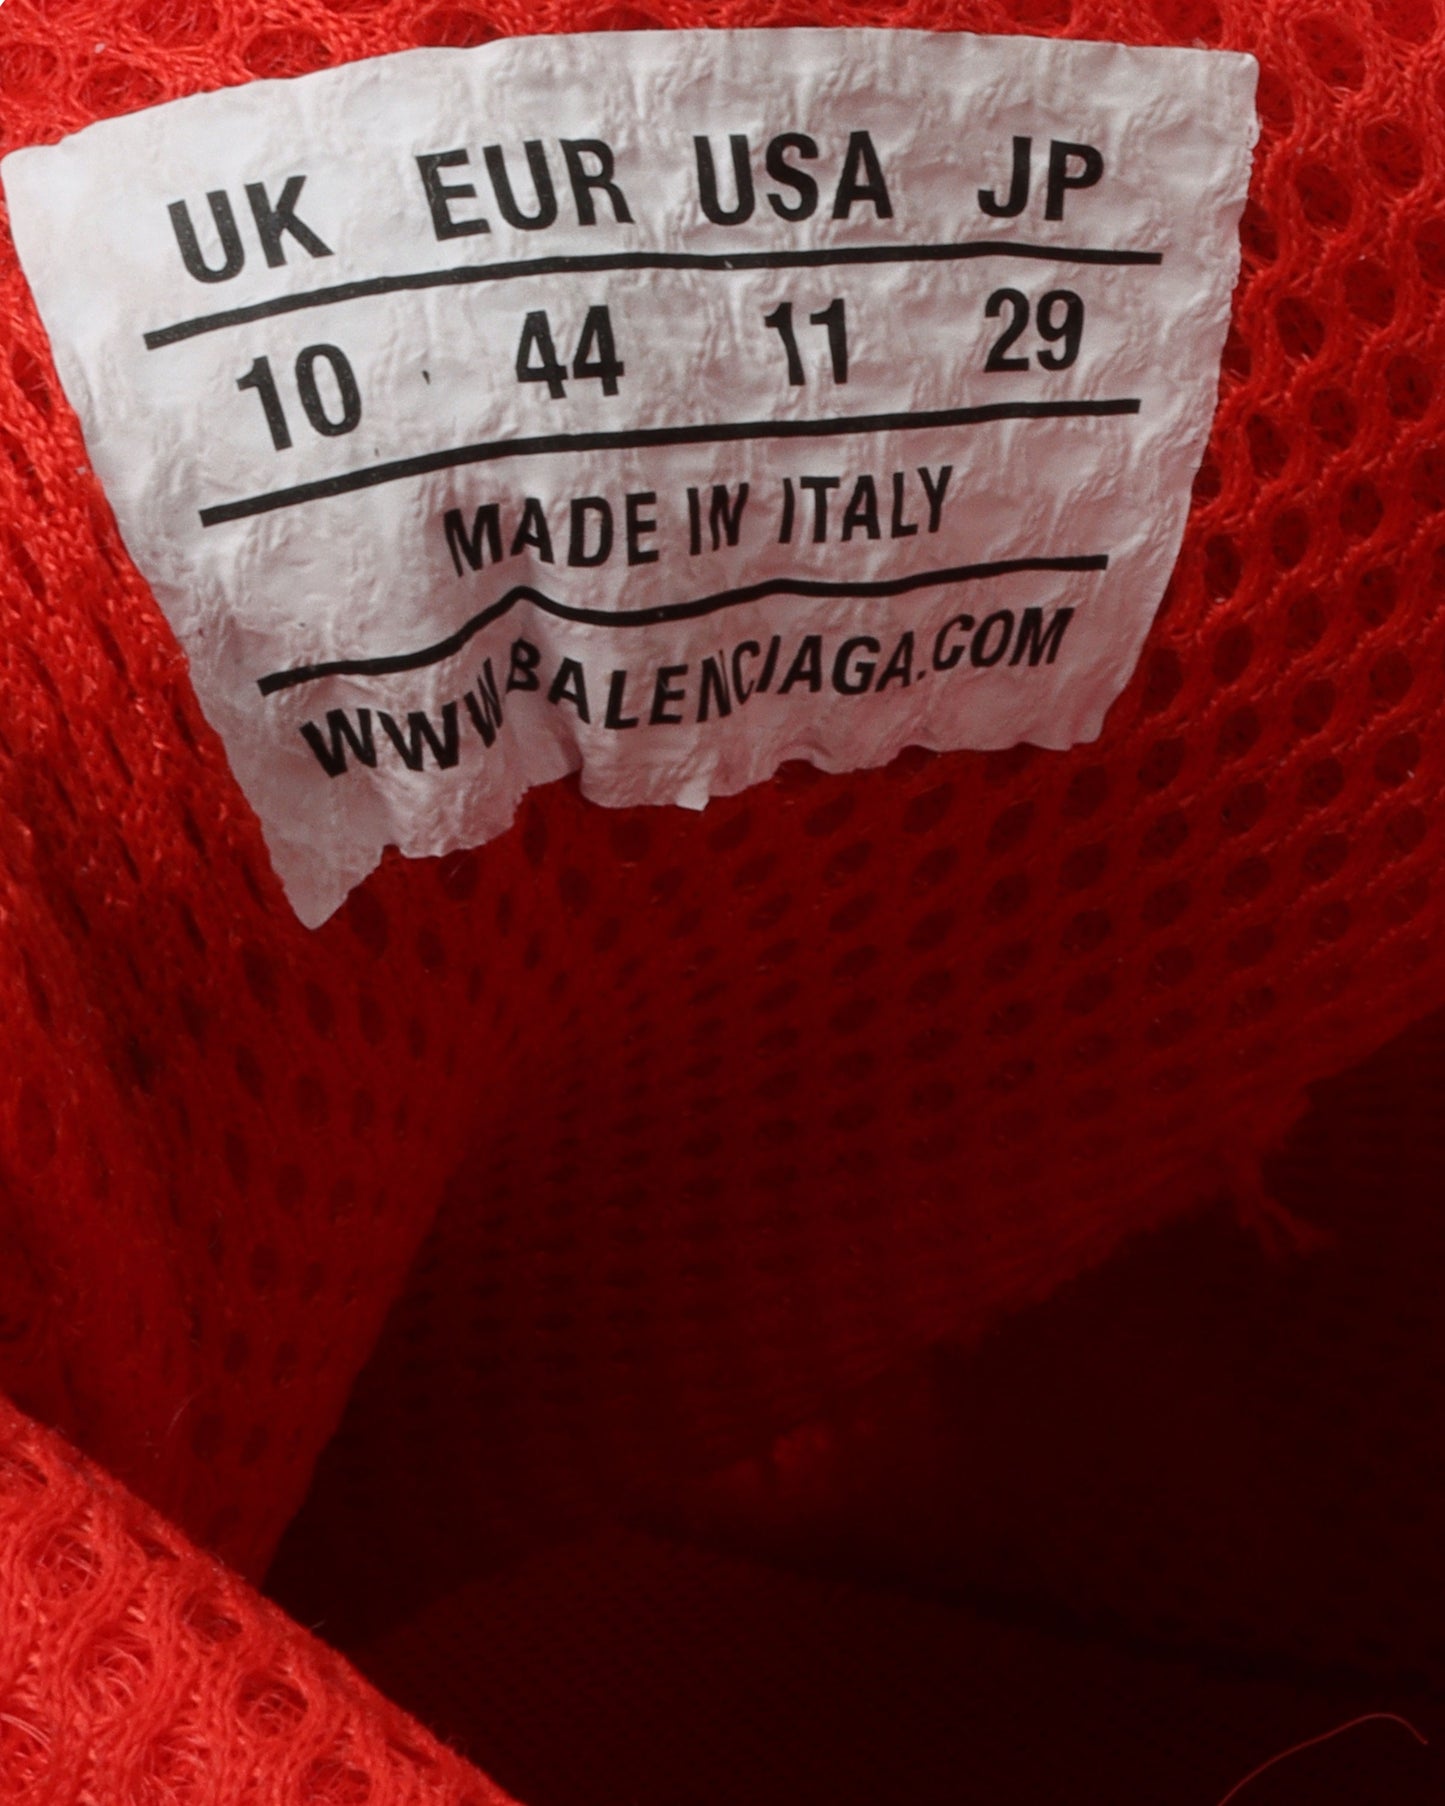 UK EUR USA JP
10 44 11 29
MADE IN ITALY
WWW.BALENCIAGA.COM